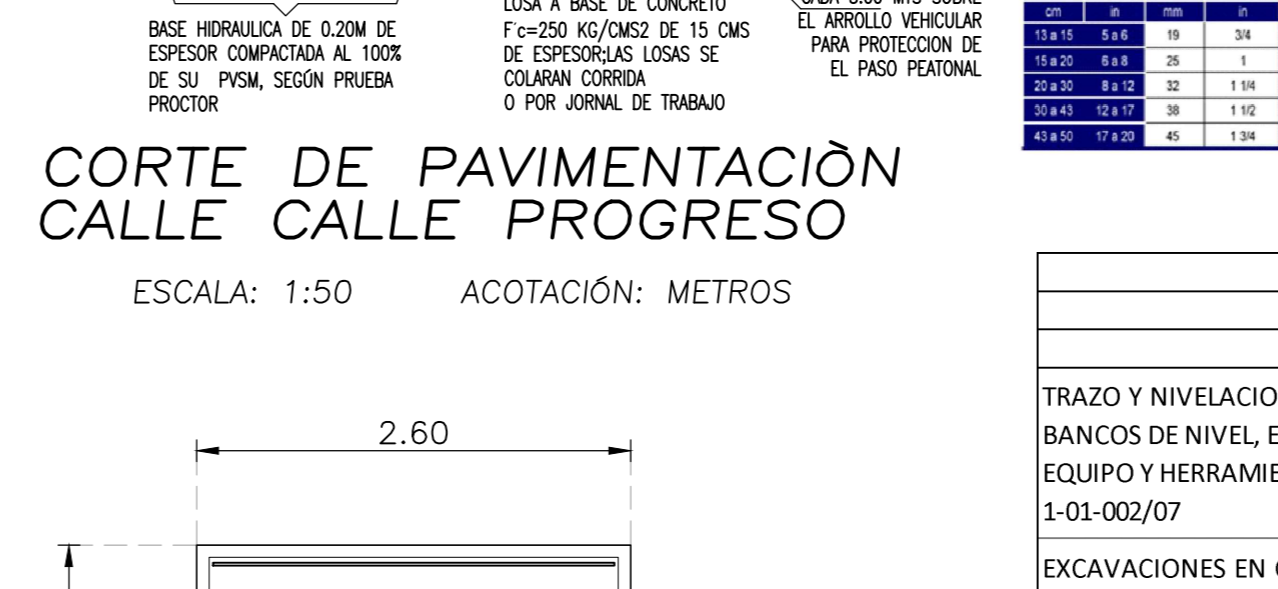 BASE HIDRAULICA DE 0.20M DE
ESPESOR COMPACTADA AL 100%
DE SU PVSM, SEGÚN PRUEBA
PROCTOR
LOSA A BASE DE CONCRETO
F´c=250 KG/CMS2 DE 15 CMS
DE ESPESOR;LAS LOSAS SE
COLARAN CORRIDA
O POR JORNAL DE TRABAJO
MTS SOBRE
EL ARROLLO VEHICULAR
PARA PROTECCION DE
EL PASO PEATONAL
cm in mm in
13 a 15 5 a 6 19 3/4
15 a 20 6 a 8 25 1
20 a 30 8 a 12 32 1 1/4
30 a 43 12 a 17 38 1 1/2
43 a 50 17 a 20 45 1 3/4
CORTE DE PAVIMENTACIÒN
CALLE CALLE PROGRESO
ESCALA: 1:50 ACOTACIÓN: METROS
2.60
TRAZO Y NIVELACIO
BANCOS DE NIVEL, E
EQUIPO Y HERRAMIE
1-01-002/07
EXCAVACIONES EN